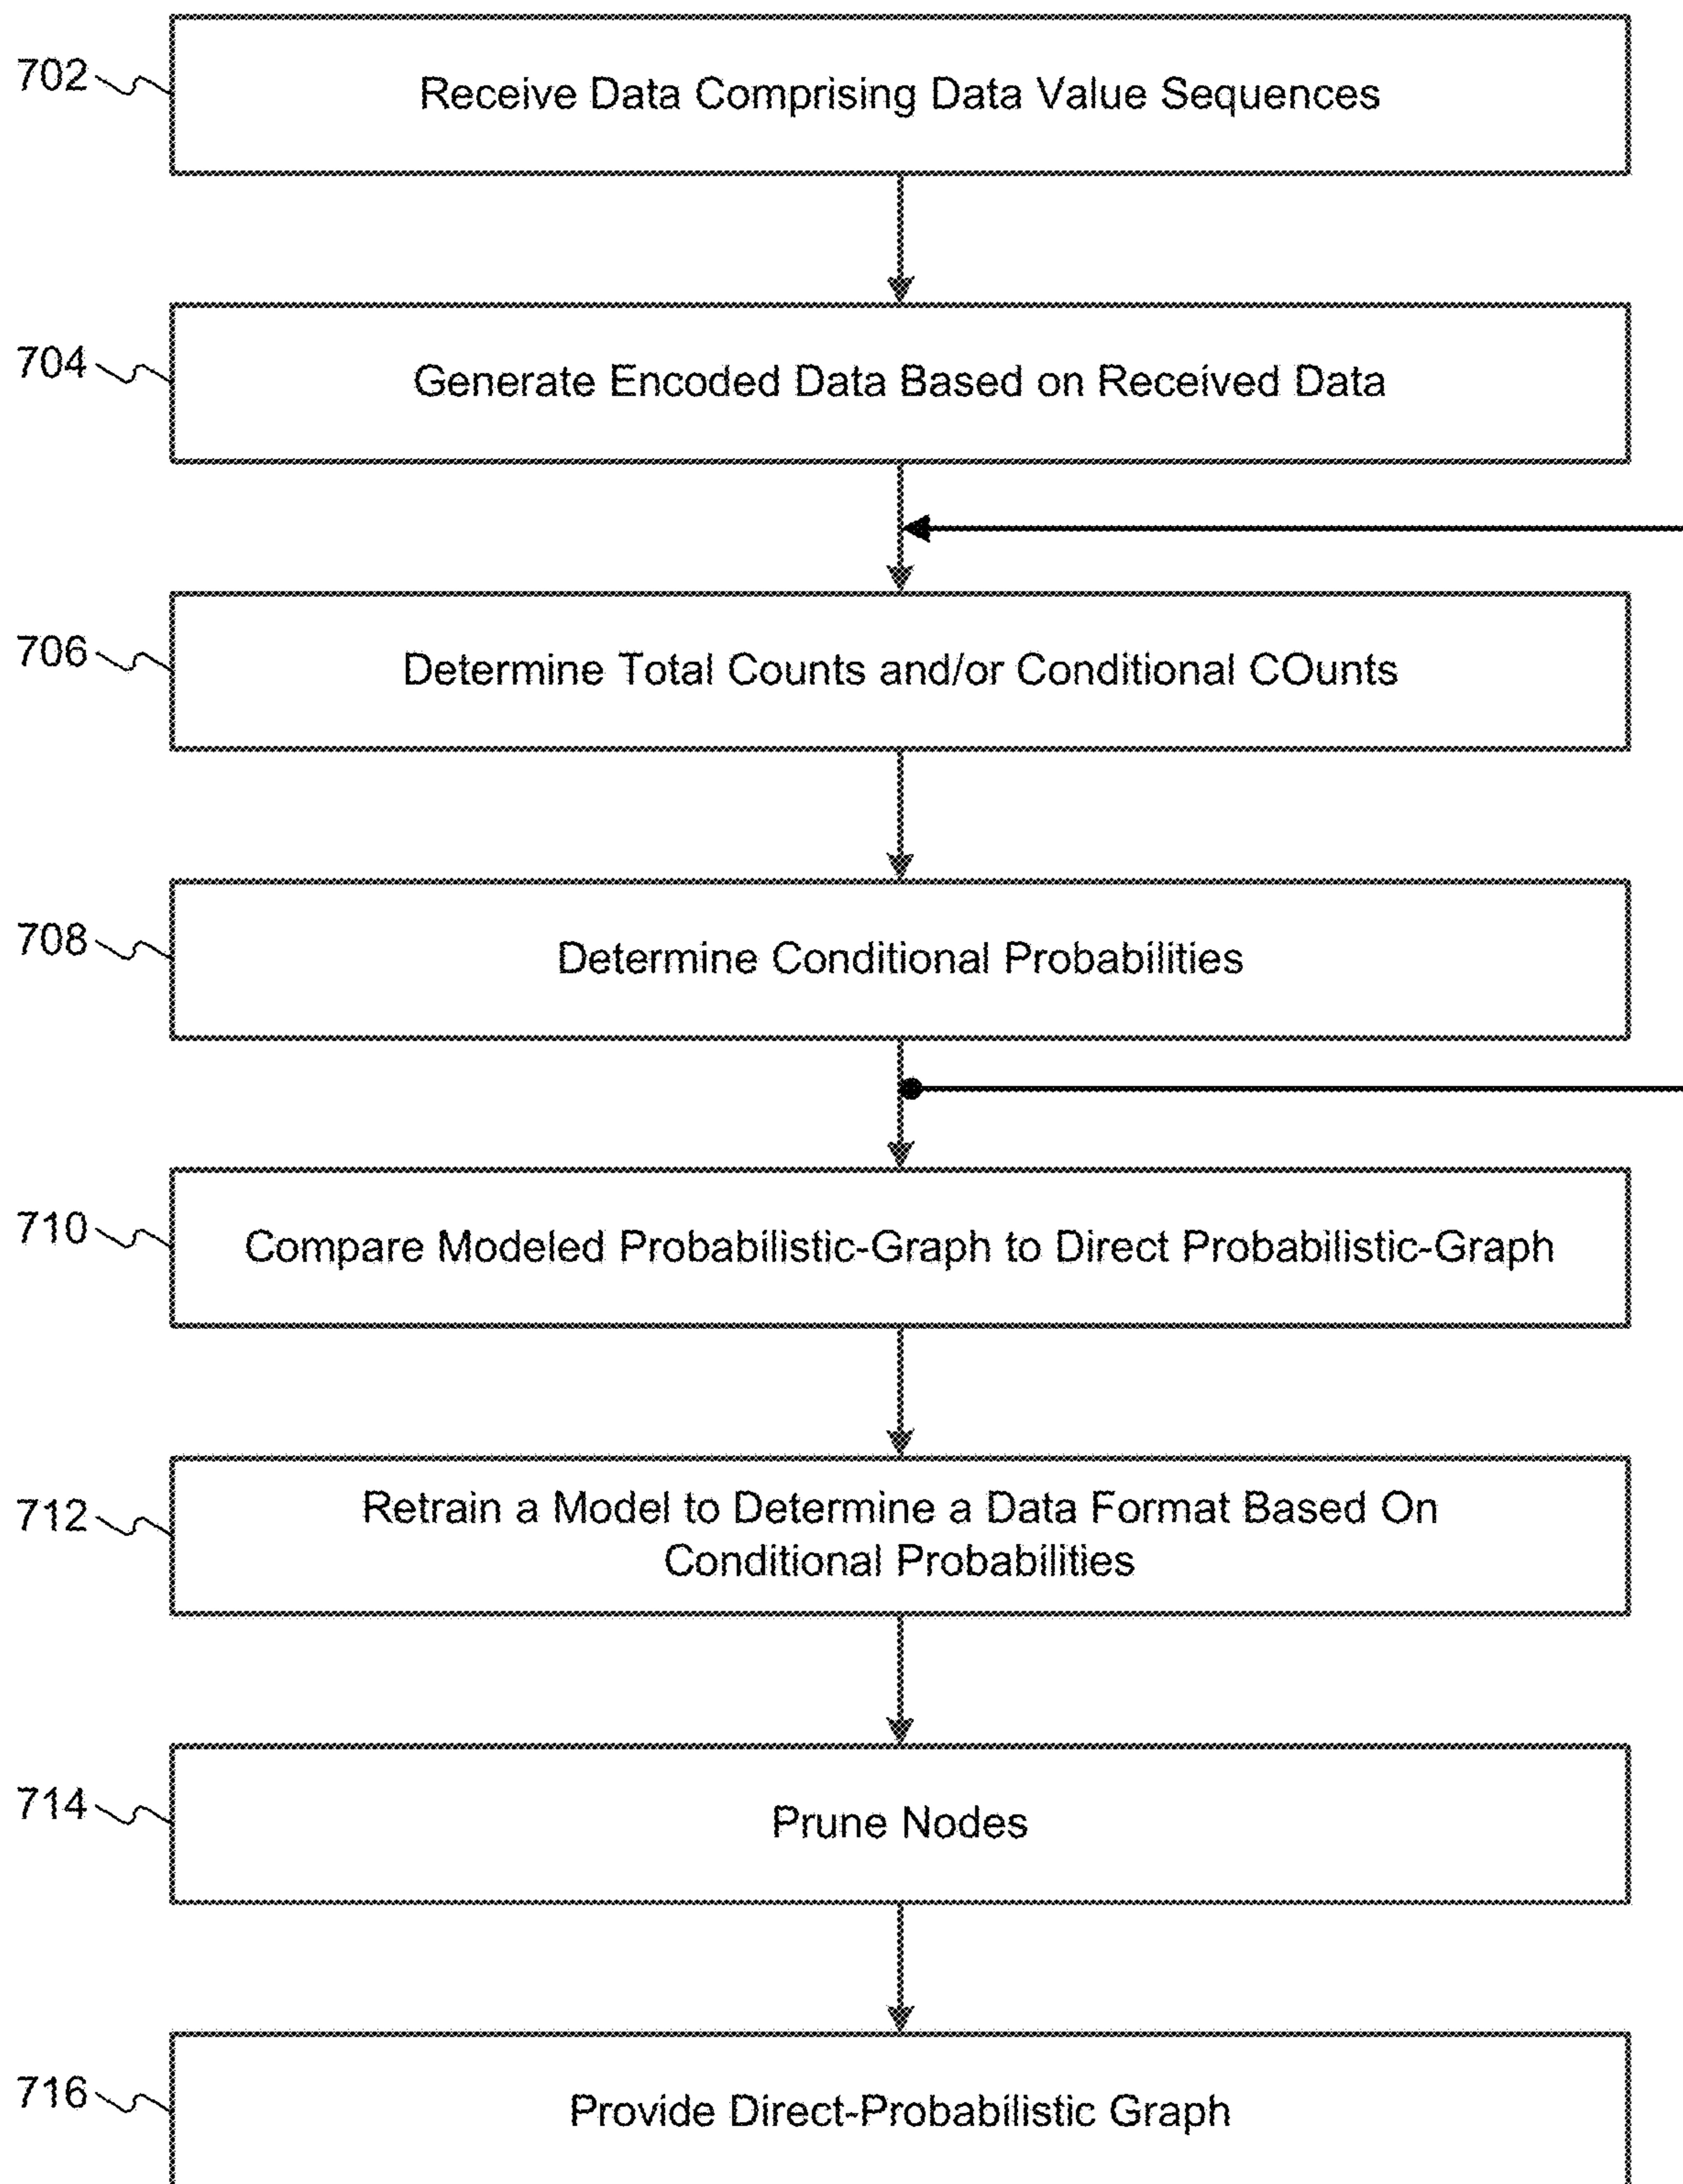 702
Receive Data Comprising Data Value Sequences
704
Generate Encoded Data Based on Received Data
706
Determine Total Counts and/or Conditional COunts
708
Determine Conditional Probabilities
710
Compare Modeled Probabilistic-Graph to Direct Probabilistic-Graph
712
Retrain a Model to Determine a Data Format Based On
Conditional Probabilities
714
Prune Nodes
716
Provide Direct-Probabilistic Graph